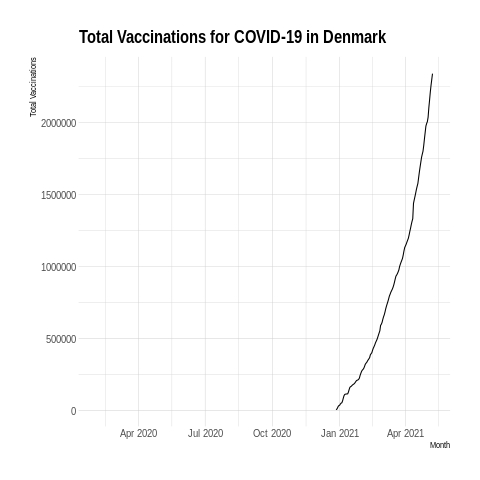 Total Vaccinations for COVID-19 in Denmark
Total Vaccinations
2000000
1500000
1000000
500000
0
Apr 2020 Jul 2020 Oct 2020 Jan 2021 Apr 2021
Month